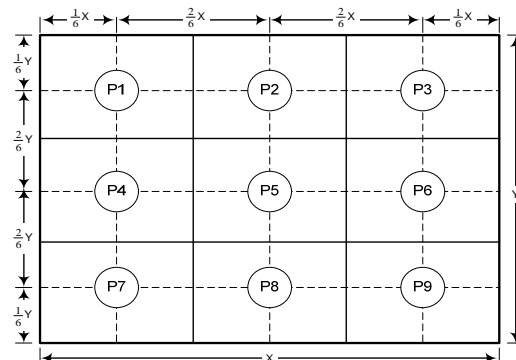 1/6 X 2/6 X 2/6 X 1/6 X
1/6 Y
P1 P2 P3
2/6 Y
P4 P5 P6
Y
2/6 Y
P7 P8 P9
1/6 Y
X